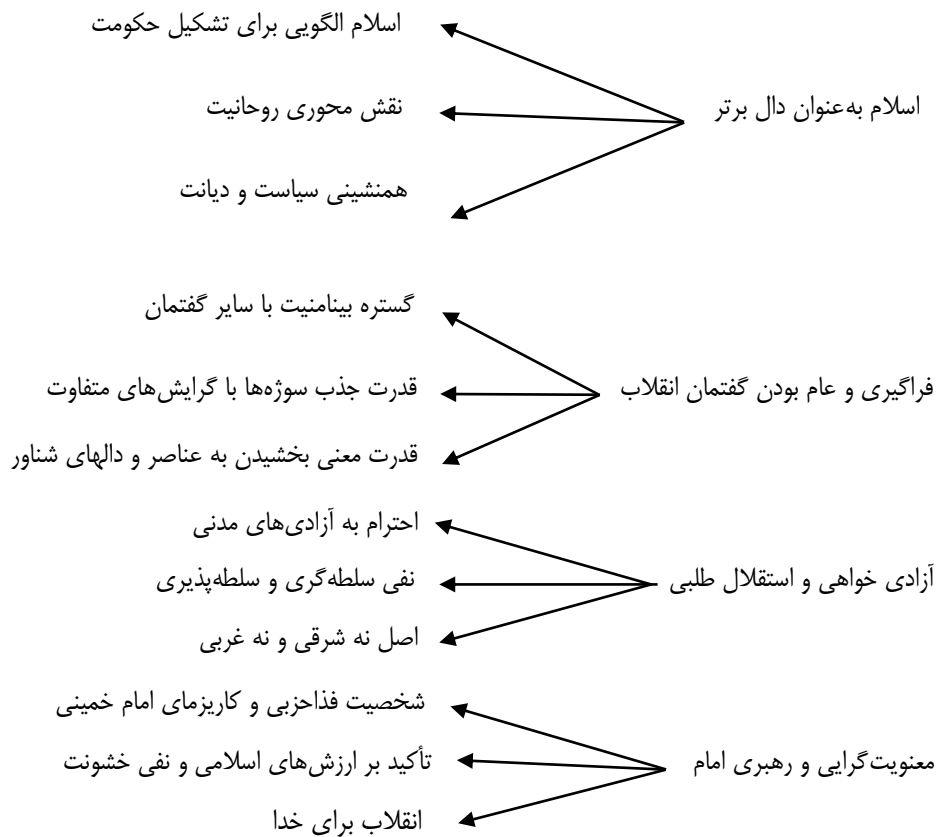 اسلام الگویی برای تشکیل حکومت
اسلام به‌عنوان دال برتر
نقش محوری روحانیت
همنشینی سیاست و دیانت
گستره بینامنیت با سایر گفتمان
فراگیری و عام بودن گفتمان انقلاب
قدرت جذب سوژه‌ها با گرایش‌های متفاوت
قدرت معنی بخشیدن به عناصر و دالهای شناور
احترام به آزادی‌های مدنی
آزادی خواهی و استقلال طلبی
نفی سلطه‌گری و سلطه‌پذیری
اصل نه شرقی و نه غربی
شخصیت فذاحزبی و کاریزمای امام خمینی
معنویت‌گرایی و رهبری امام
تأکید بر ارزش‌های اسلامی و نفی خشونت
انقلاب برای خدا